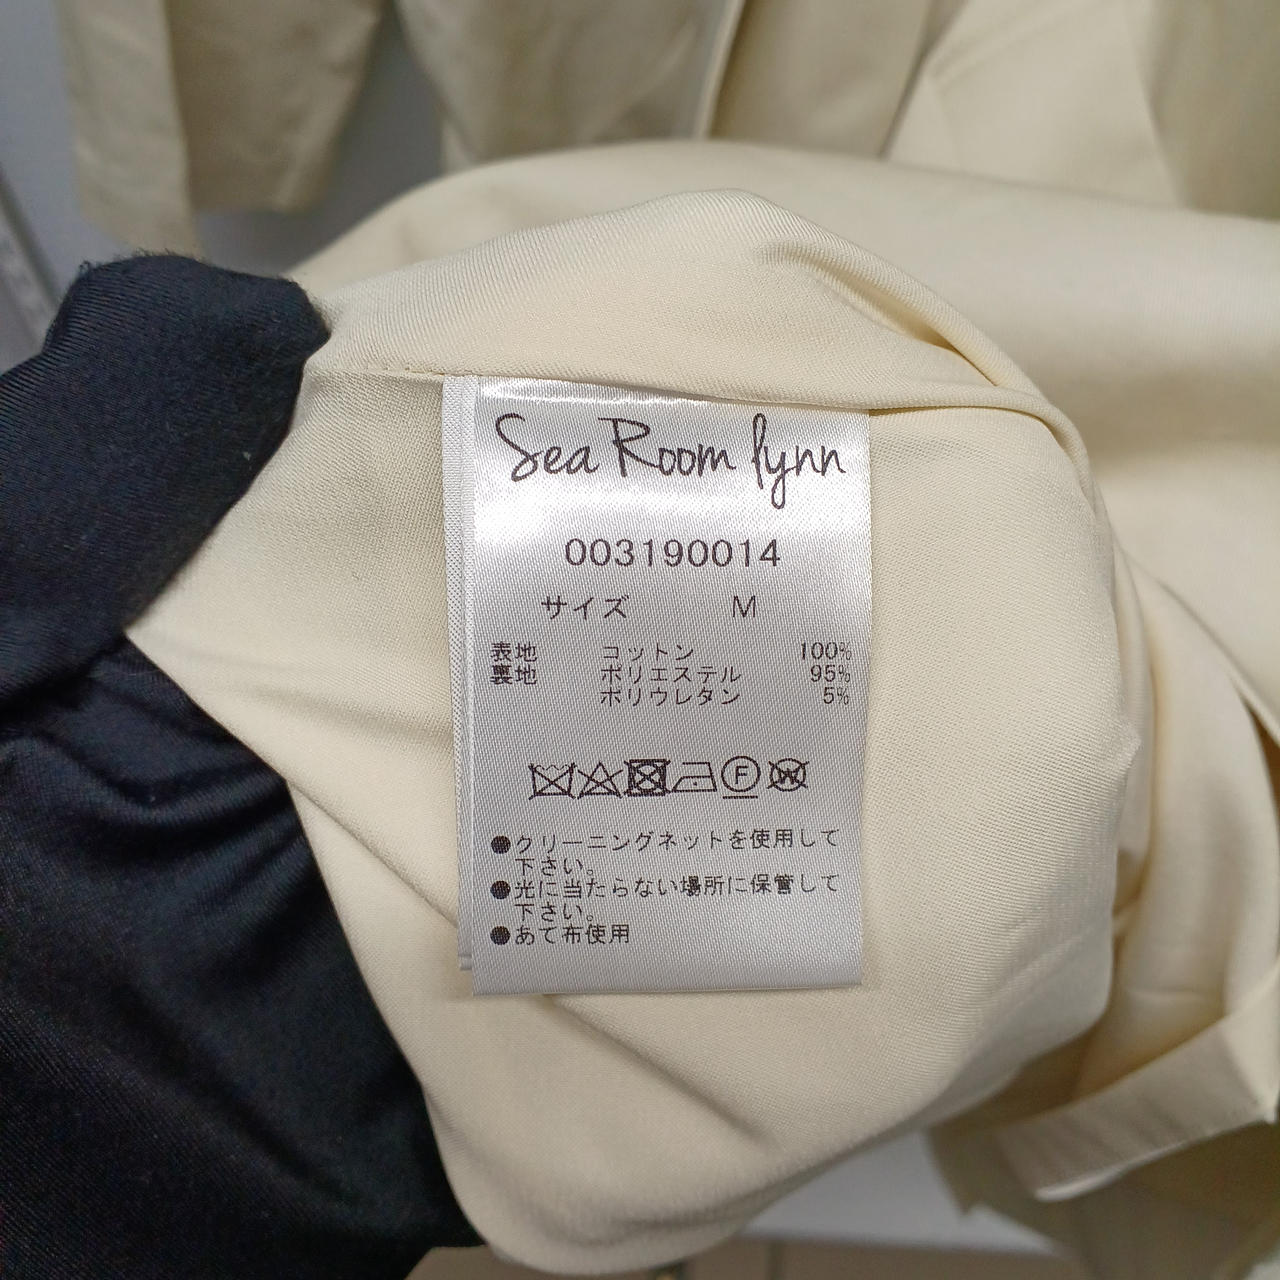 Sea Room lynn
003190014
サイズ M
表地 コットン 100%
裏地 ポリエステル 95%
ポリウレタン 5%
F W
●クリーニングネットを使用して
下さい。
●光に当たらない場所に保管して
下さい。
●あて布使用